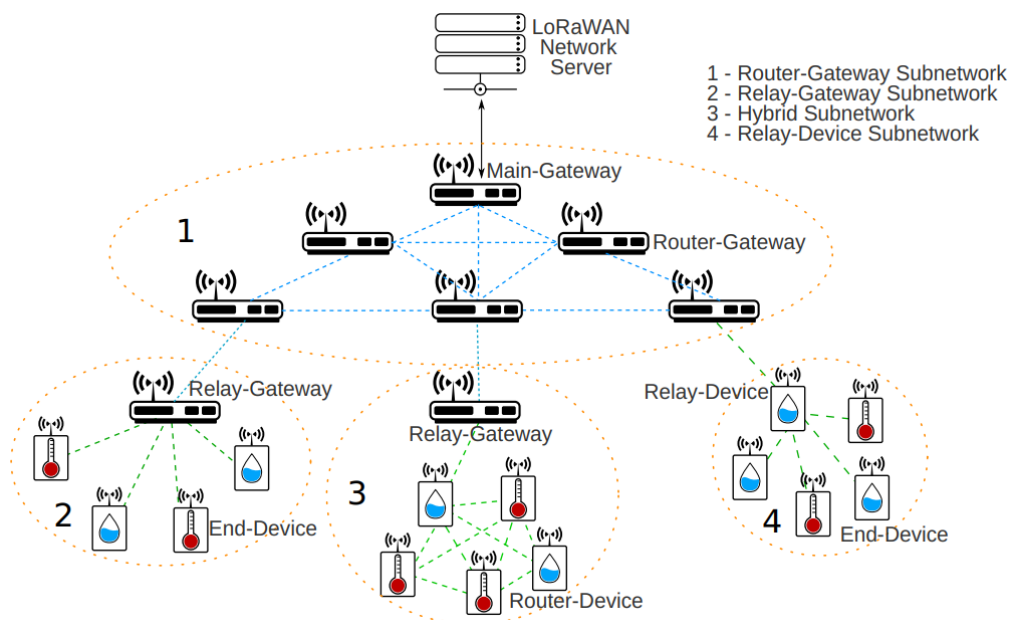 LoRaWAN
Network
Server
1 - Router-Gateway Subnetwork
2 - Relay-Gateway Subnetwork
3 - Hybrid Subnetwork
4 - Relay-Device Subnetwork
Main-Gateway
1
Router-Gateway
Relay-Gateway
Relay-Device
Relay-Gateway
3
2
End-Device
4
End-Device
Router-Device